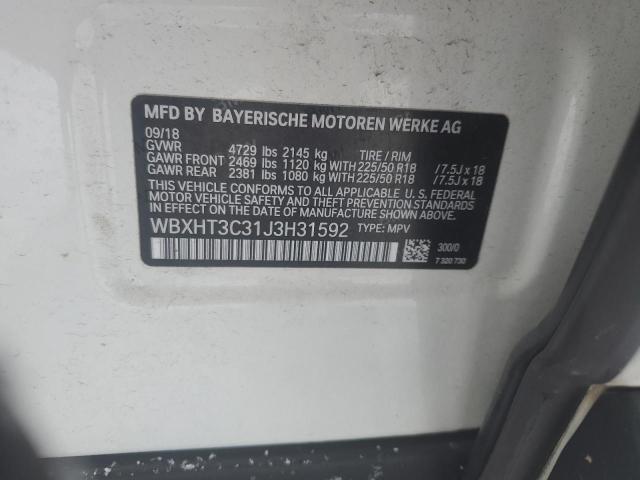 MFD BY BAYERISCHE MOTOREN WERKE AG
09/18
GVWR 4729 lbs 2145 kg TIRE / RIM
GAWR FRONT 2469 lbs 1120 kg WITH 225/50 R18 /7.5J x 18
GAWR REAR 2381 lbs 1080 kg WITH 225/50 R18 /7.5J x 18
THIS VEHICLE CONFORMS TO ALL APPLICABLE U. S. FEDERAL
MOTOR VEHICLE SAFETY, BUMPER, AND THEFT PREVENTION STANDARDS
IN EFFECT ON THE DATE OF MANUFACTURE SHOWN ABOVE.
WBXHT3C31J3H31592 TYPE: MPV
300/0
7 320 730